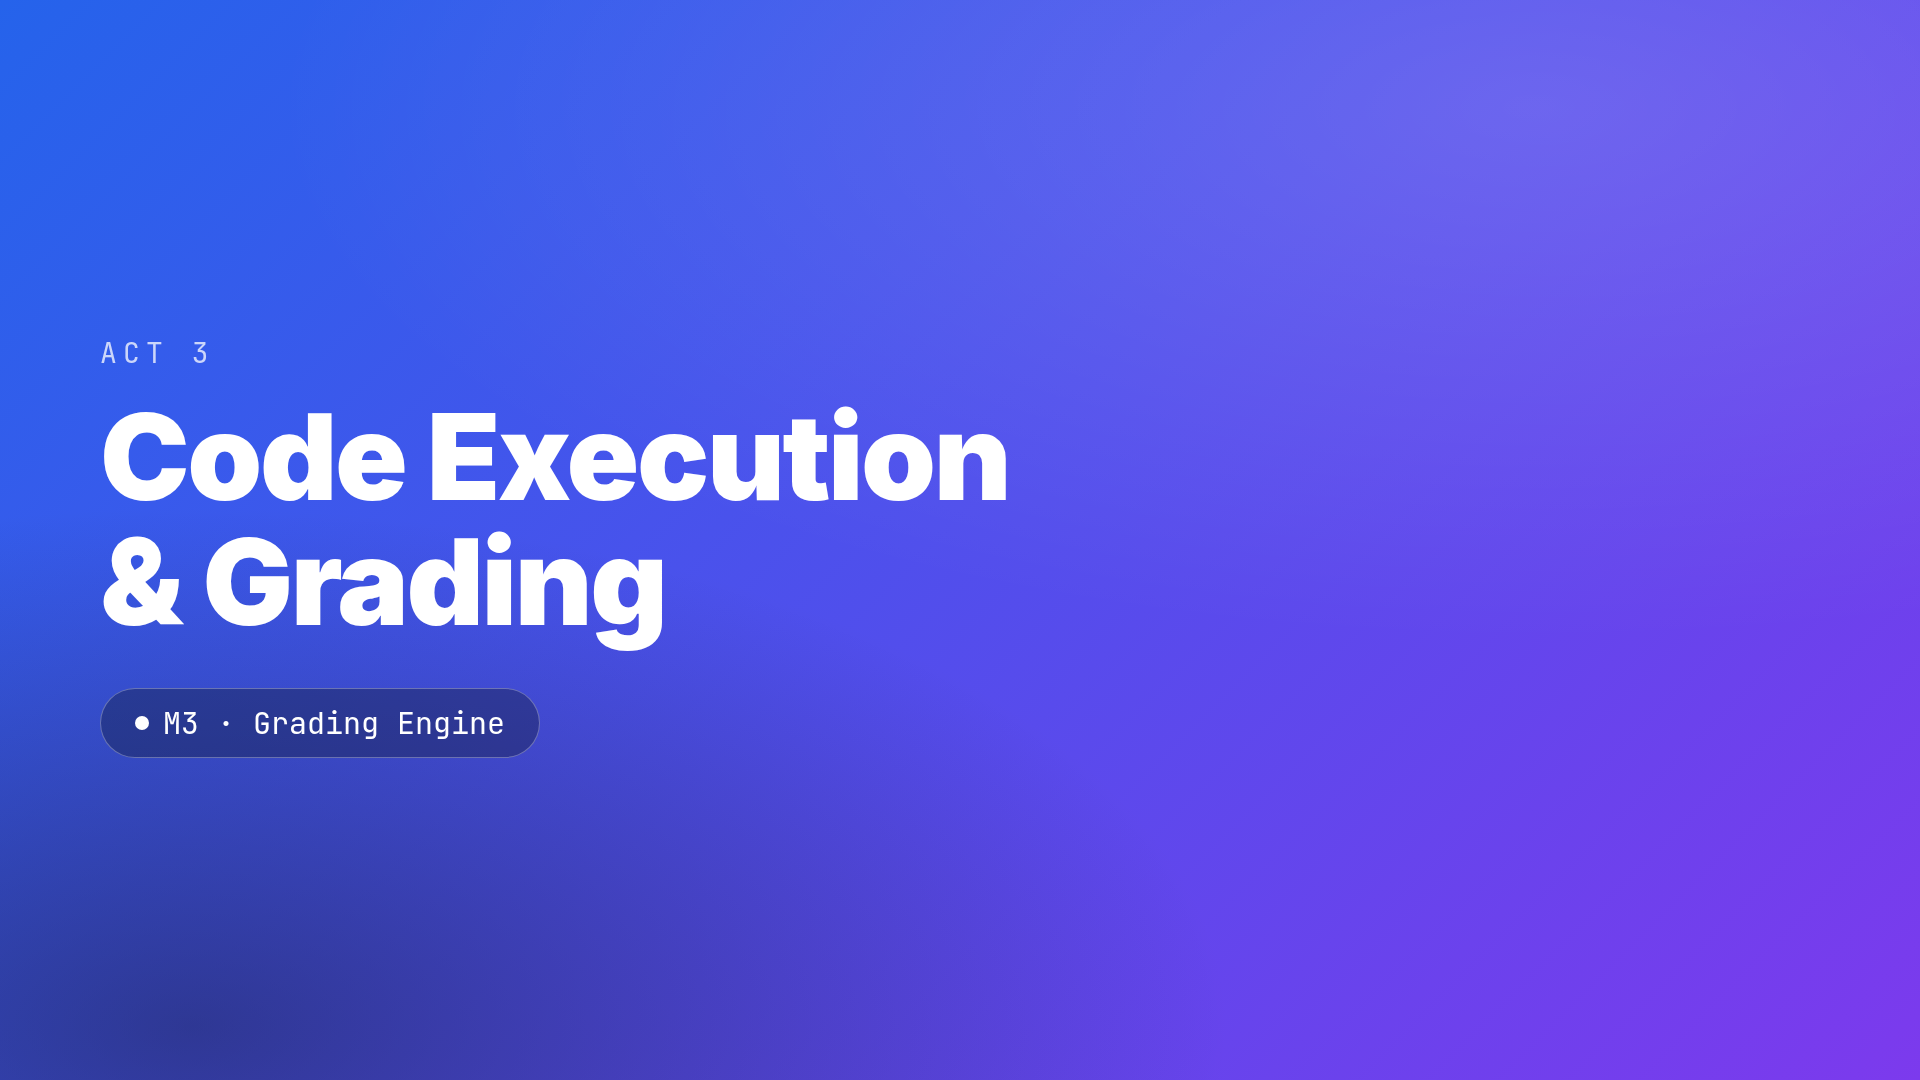 ACT 3
Code Execution
& Grading
M3 · Grading Engine